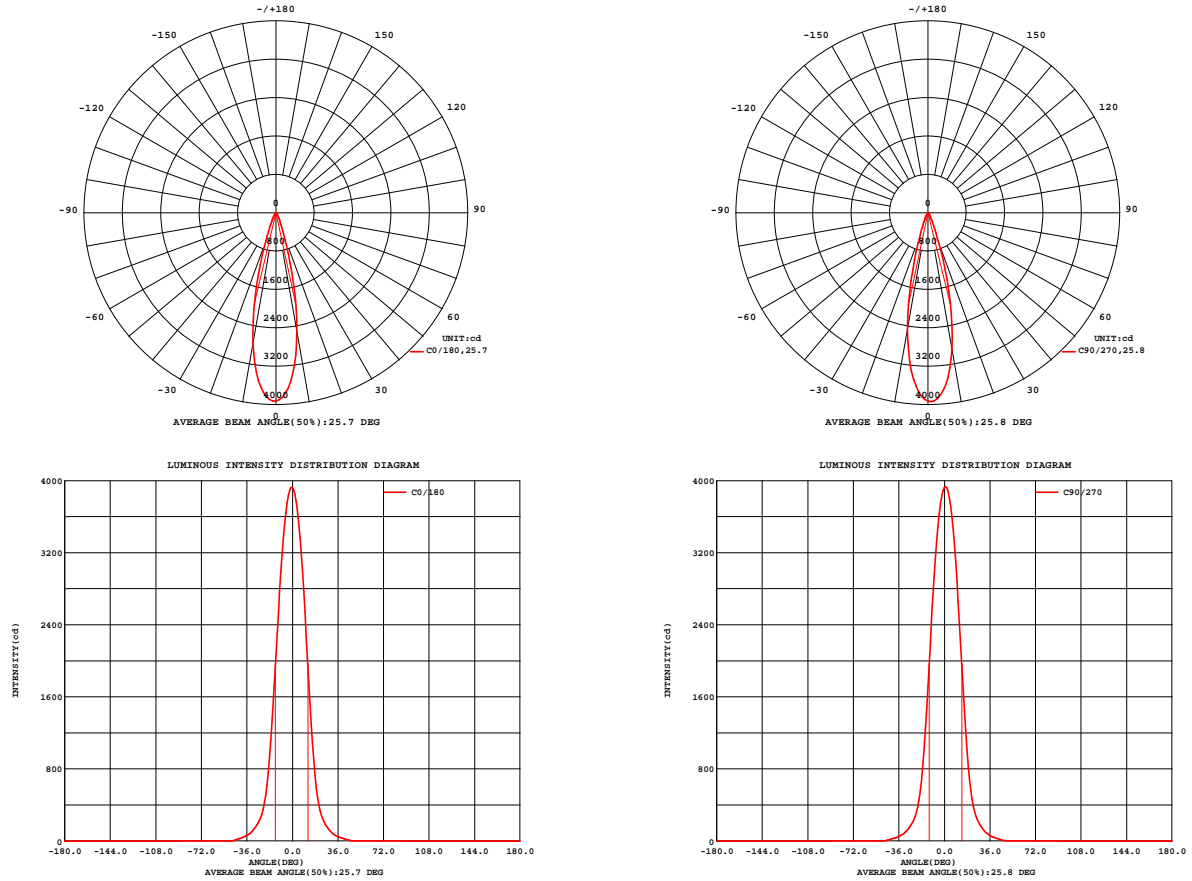 -/+180
-150 150
-120 120
-90 90
-60 60
-30 30
0
0
800
1600
2400
3200
4000
UNIT:cd
C0/180,25.7
AVERAGE BEAM ANGLE(50%):25.7 DEG
-/+180
-150 150
-120 120
-90 90
-60 60
-30 30
0
0
800
1600
2400
3200
4000
UNIT:cd
C90/270,25.8
AVERAGE BEAM ANGLE(50%):25.8 DEG
LUMINOUS INTENSITY DISTRIBUTION DIAGRAM
C0/180
4000
3200
2400
1600
800
0
INTENSITY(cd)
-180.0 -144.0 -108.0 -72.0 -36.0 0.0 36.0 72.0 108.0 144.0 180.0
ANGLE(DEG)
AVERAGE BEAM ANGLE(50%):25.7 DEG
LUMINOUS INTENSITY DISTRIBUTION DIAGRAM
C90/270
4000
3200
2400
1600
800
0
INTENSITY(cd)
-180.0 -144.0 -108.0 -72.0 -36.0 0.0 36.0 72.0 108.0 144.0 180.0
ANGLE(DEG)
AVERAGE BEAM ANGLE(50%):25.8 DEG